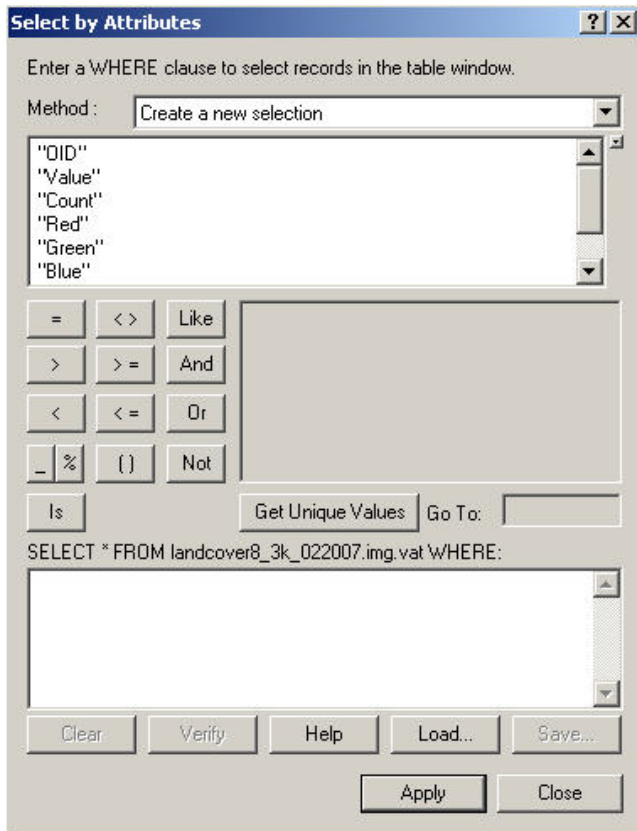 Select by Attributes
Enter a WHERE clause to select records in the table window.
Method :
Create a new selection
"OID"
"Value"
"Count"
"Red"
"Green"
"Blue"
= < > Like
> > = And
< < = Or
_ % ( ) Not
Is Get Unique Values Go To:
SELECT * FROM landcover8_3k_022007.img.vat WHERE:
Clear Verify Help Load... Save...
Apply Close